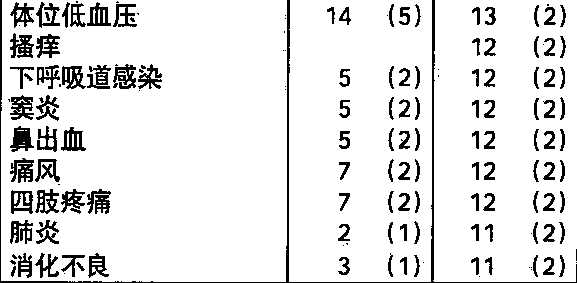 体位低血压 14 (5) 13 (2)
搔痒 12 (2)
下呼吸道感染 5 (2) 12 (2)
窦炎 5 (2) 12 (2)
鼻出血 5 (2) 12 (2)
痛风 7 (2) 12 (2)
四肢疼痛 7 (2) 12 (2)
肺炎 2 (1) 11 (2)
消化不良 3 (1) 11 (2)